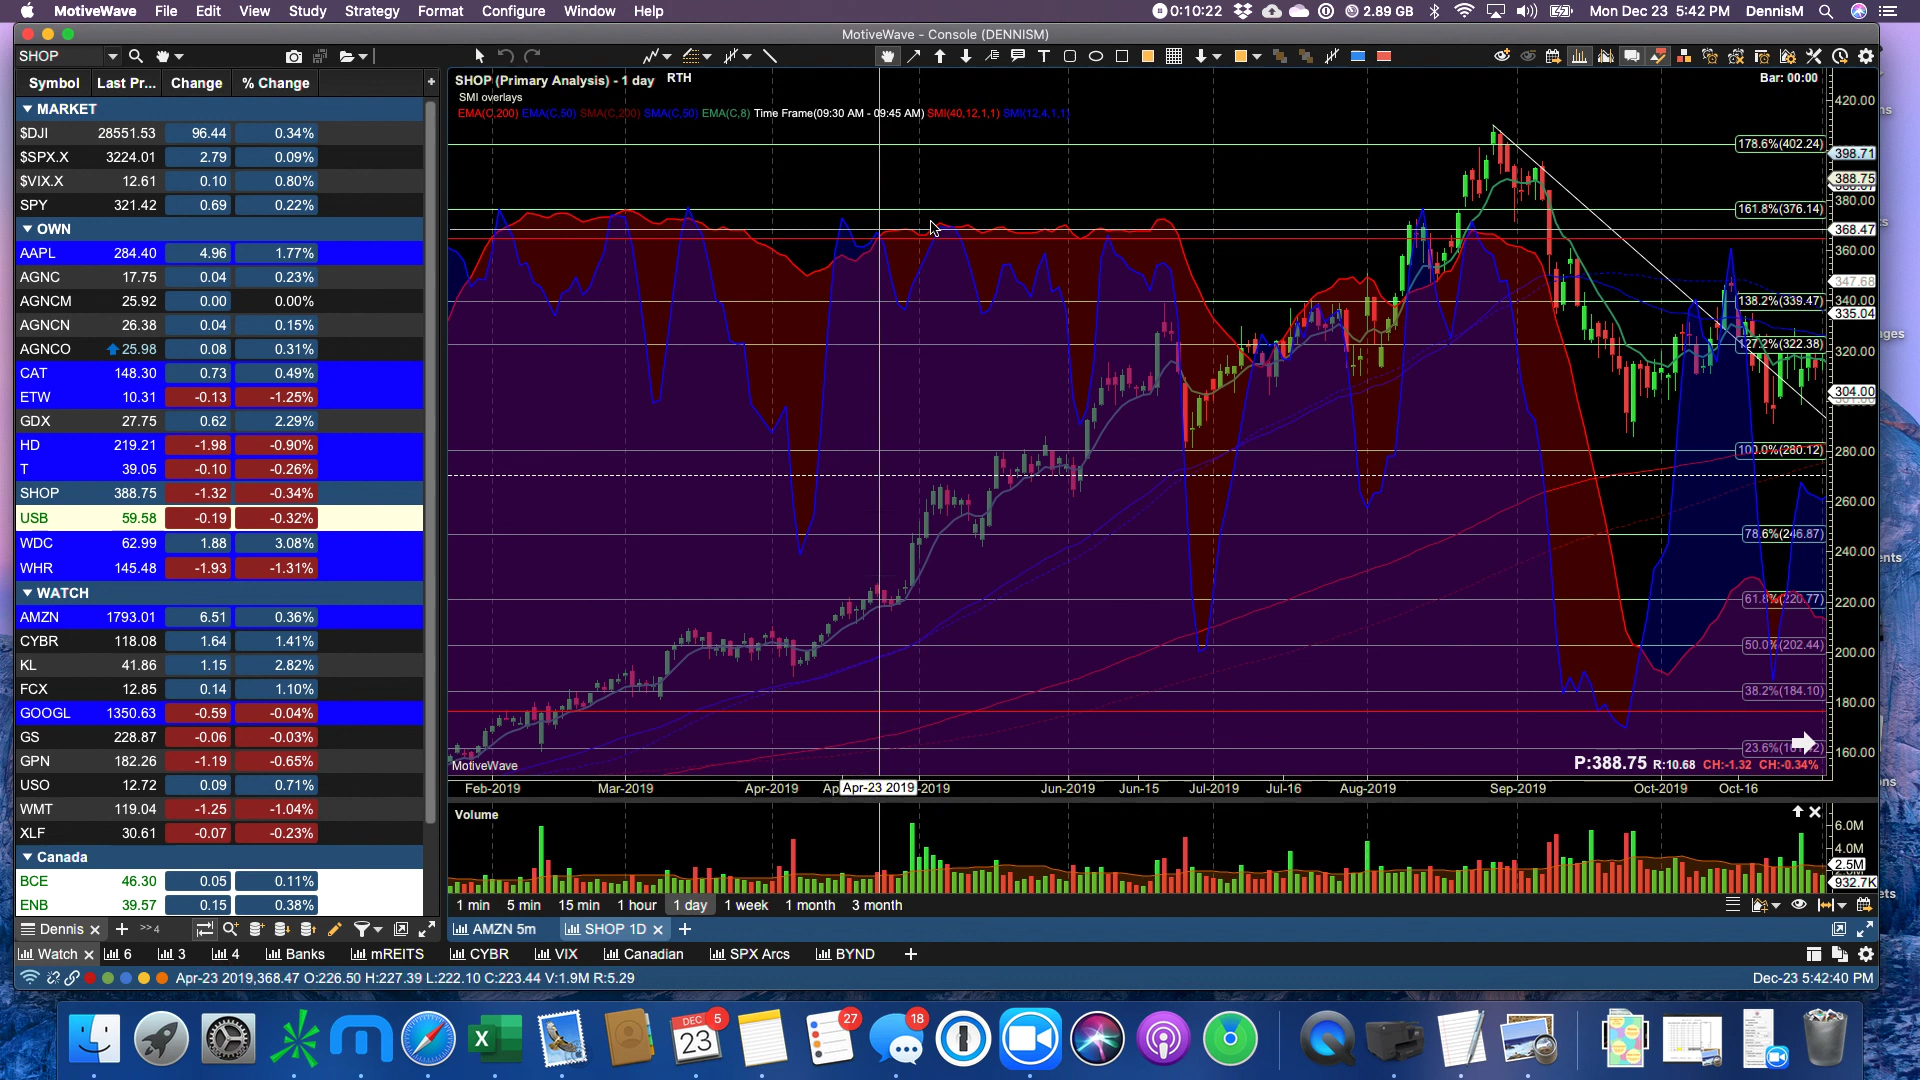 MotiveWave File Edit View Study Strategy Format Configure Window Help 0:10:22 2.89 GB Mon Dec 23 5:42 PM DennisM
MotiveWave - Console (DENNISM)
SHOP
Symbol Last Pr... Change % Change +
MARKET
$DJI 28551.53 96.44 0.34%
$SPX.X 3224.01 2.79 0.09%
$VIX.X 12.61 0.10 0.80%
SPY 321.42 0.69 0.22%
OWN
AAPL 284.40 4.96 1.77%
AGNC 17.75 0.04 0.23%
AGNCM 25.92 0.00 0.00%
AGNCN 26.38 0.04 0.15%
AGNCO 25.98 0.08 0.31%
CAT 148.30 0.73 0.49%
ETW 10.31 -0.13 -1.25%
GDX 27.75 0.62 2.29%
HD 219.21 -1.98 -0.90%
T 39.05 -0.10 -0.26%
SHOP 388.75 -1.32 -0.34%
USB 59.58 -0.19 -0.32%
WDC 62.99 1.88 3.08%
WHR 145.48 -1.93 -1.31%
WATCH
AMZN 1793.01 6.51 0.36%
CYBR 118.08 1.64 1.41%
KL 41.86 1.15 2.82%
FCX 12.85 0.14 1.10%
GOOGL 1350.63 -0.59 -0.04%
GS 228.87 -0.06 -0.03%
GPN 182.26 -1.19 -0.65%
USO 12.72 0.09 0.71%
WMT 119.04 -1.25 -1.04%
XLF 30.61 -0.07 -0.23%
Canada
BCE 46.30 0.05 0.11%
ENB 39.57 0.15 0.38%
Dennis × + >>4
SHOP (Primary Analysis) - 1 day RTH
Bar: 00:00
SMI overlays
EMA(C,200) EMA(C,50) SMA(C,200) SMA(C,50) EMA(C,8) Time Frame(09:30 AM - 09:45 AM) SMI(40,12,1,1) SMI(12,4,1,1)
420.00
178.6%(402.24)
398.71
388.75
380.00
161.8%(376.14)
368.47
360.00
347.68
340.00
138.2%(339.47)
335.04
320.00
127.2%(322.38)
304.00
280.00
100.0%(280.12)
260.00
78.6%(246.87)
240.00
61.8%(220.77)
220.00
50.0%(202.44)
200.00
38.2%(184.10)
180.00
160.00
P:388.75 R:10.68 CH:-1.32 CH:-0.34%
MotiveWave
Feb-2019 Mar-2019 Apr-2019 Apr-23 2019 Jun-2019 Jun-15 Jul-2019 Jul-16 Aug-2019 Sep-2019 Oct-2019 Oct-16
Volume
6.0M
4.0M
2.5M
932.7K
1 min 5 min 15 min 1 hour 1 day 1 week 1 month 3 month
AMZN 5m SHOP 1D × +
Watch × 6 3 4 Banks mREITS CYBR VIX Canadian SPX Arcs BYND +
Apr-23 2019,368.47 O:226.50 H:227.39 L:222.10 C:223.44 V:1.9M R:5.29
Dec-23 5:42:40 PM
DEC
23
5
27
18